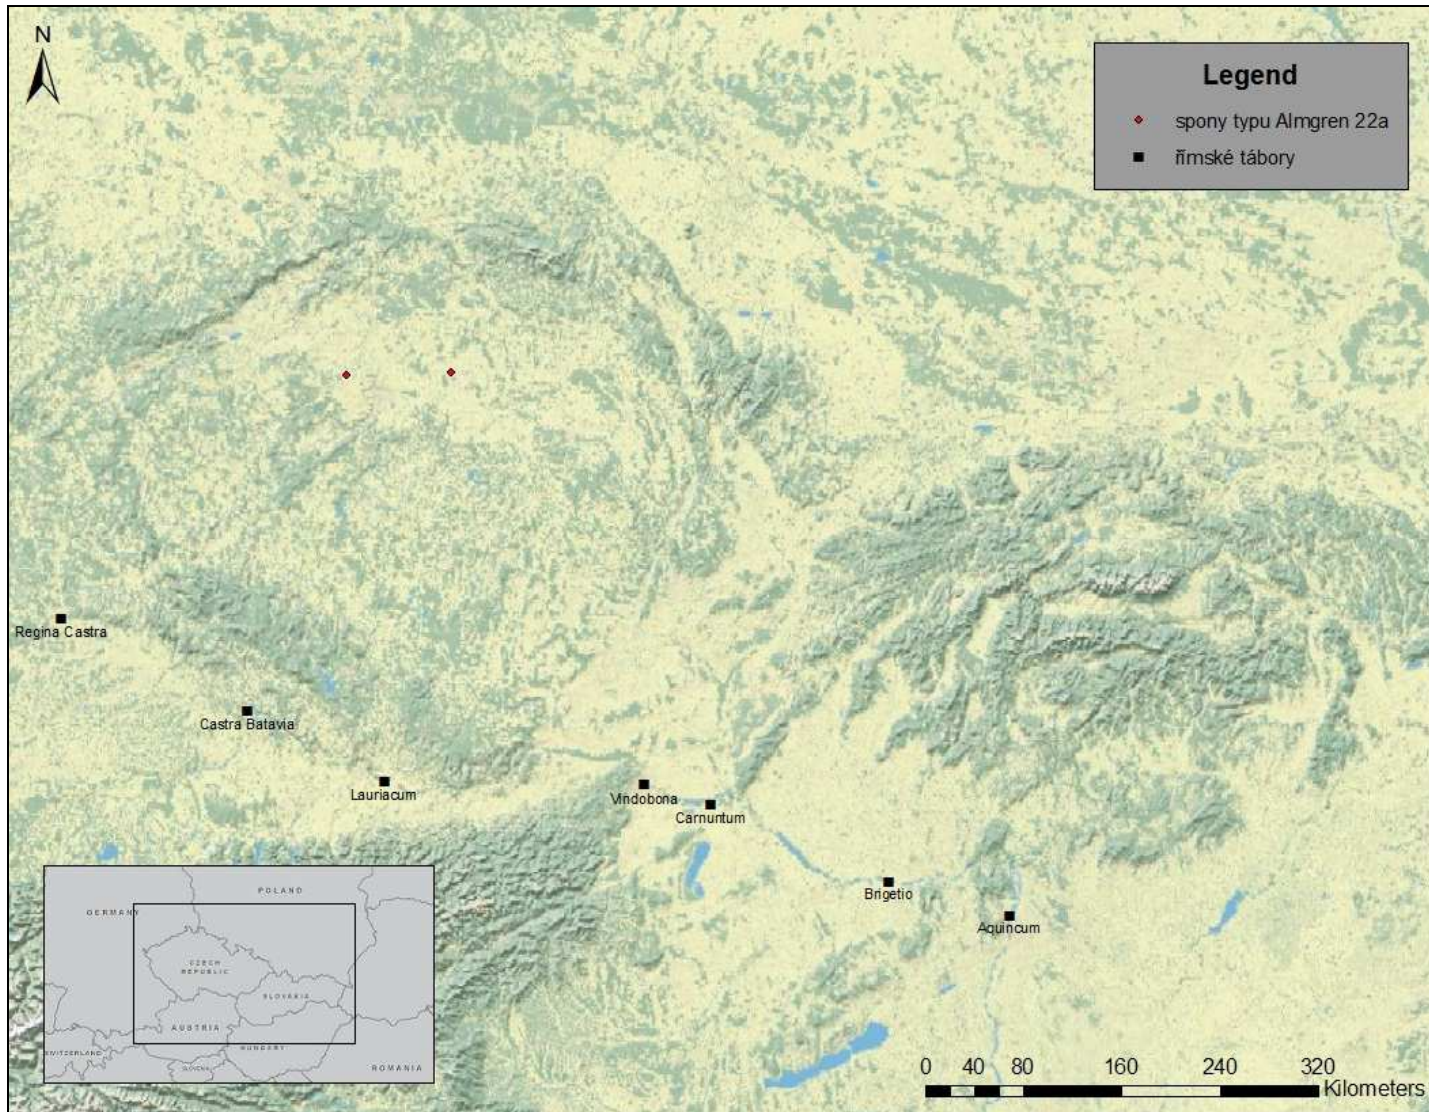 N
Legend
spony typu Almgren 22a
římské tábory
Regina Castra
Castra Batavia
Lauriacum
Vindobona
Carnuntum
Brigetio
Aquincum
POLAND
GERMANY
CZECH
REPUBLIC
SLOVAKIA
AUSTRIA
HUNGARY
SWITZERLAND
SLOVENIA
ROMANIA
0 40 80 160 240 320
Kilometers